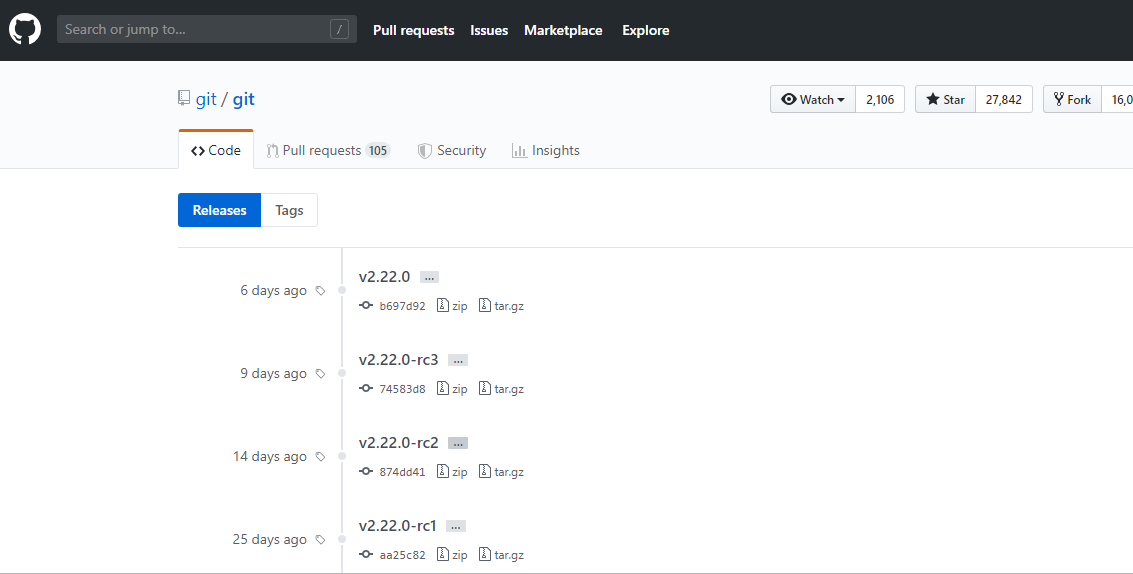 Search or jump to... / Pull requests Issues Marketplace Explore
git / git Watch 2,106 Star 27,842 Fork 16,0
Code Pull requests 105 Security Insights
Releases Tags
v2.22.0 ...
6 days ago
b697d92 zip tar.gz
v2.22.0-rc3 ...
9 days ago
74583d8 zip tar.gz
v2.22.0-rc2 ...
14 days ago
874dd41 zip tar.gz
v2.22.0-rc1 ...
25 days ago
aa25c82 zip tar.gz